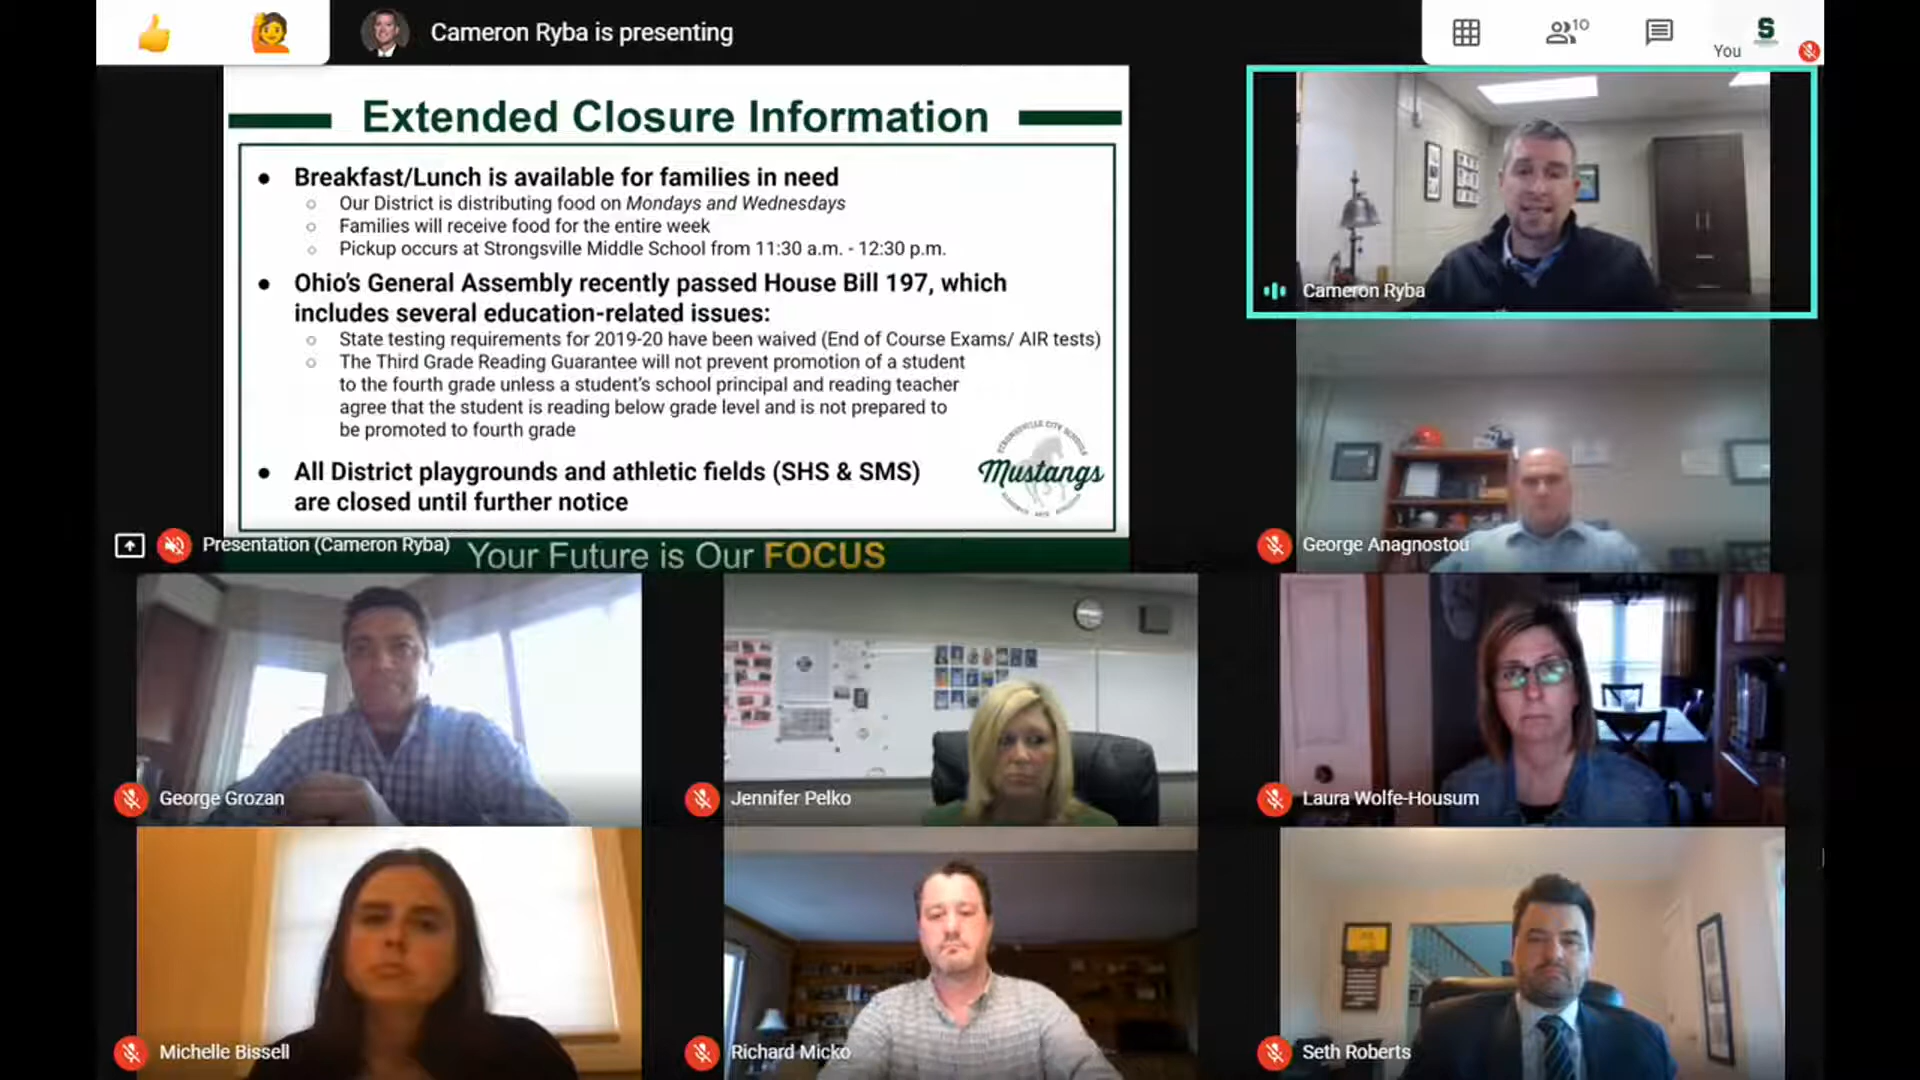 Cameron Ryba is presenting
10
You
S
Extended Closure Information
● Breakfast/Lunch is available for families in need
○ Our District is distributing food on Mondays and Wednesdays
○ Families will receive food for the entire week
○ Pickup occurs at Strongsville Middle School from 11:30 a.m. - 12:30 p.m.
● Ohio's General Assembly recently passed House Bill 197, which
includes several education-related issues:
○ State testing requirements for 2019-20 have been waived (End of Course Exams/ AIR tests)
○ The Third Grade Reading Guarantee will not prevent promotion of a student
to the fourth grade unless a student's school principal and reading teacher
agree that the student is reading below grade level and is not prepared to
be promoted to fourth grade
● All District playgrounds and athletic fields (SHS & SMS)
are closed until further notice
STRONGSVILLE CITY SCHOOLS
Mustangs
Your Future is Our FOCUS
Presentation (Cameron Ryba)
Cameron Ryba
George Anagnostou
George Grozan
Jennifer Pelko
Laura Wolfe-Housum
Michelle Bissell
Richard Micko
Seth Roberts